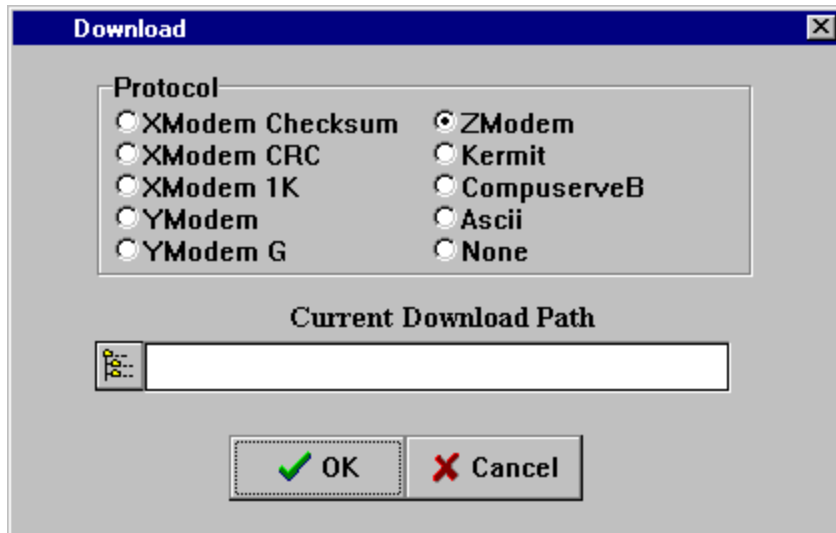 Download
Protocol
XModem Checksum
XModem CRC
XModem 1K
YModem
YModem G
ZModem
Kermit
CompuserveB
Ascii
None
Current Download Path
OK
Cancel